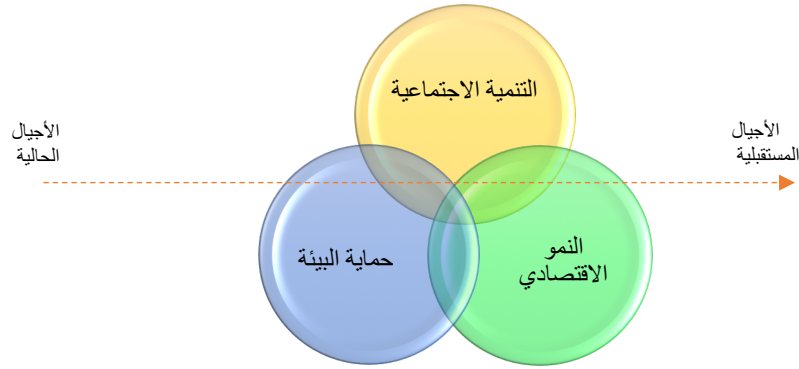 التنمية الاجتماعية
الأجيال
المستقبلية
الأجيال
الحالية
النمو
الاقتصادي
حماية البيئة